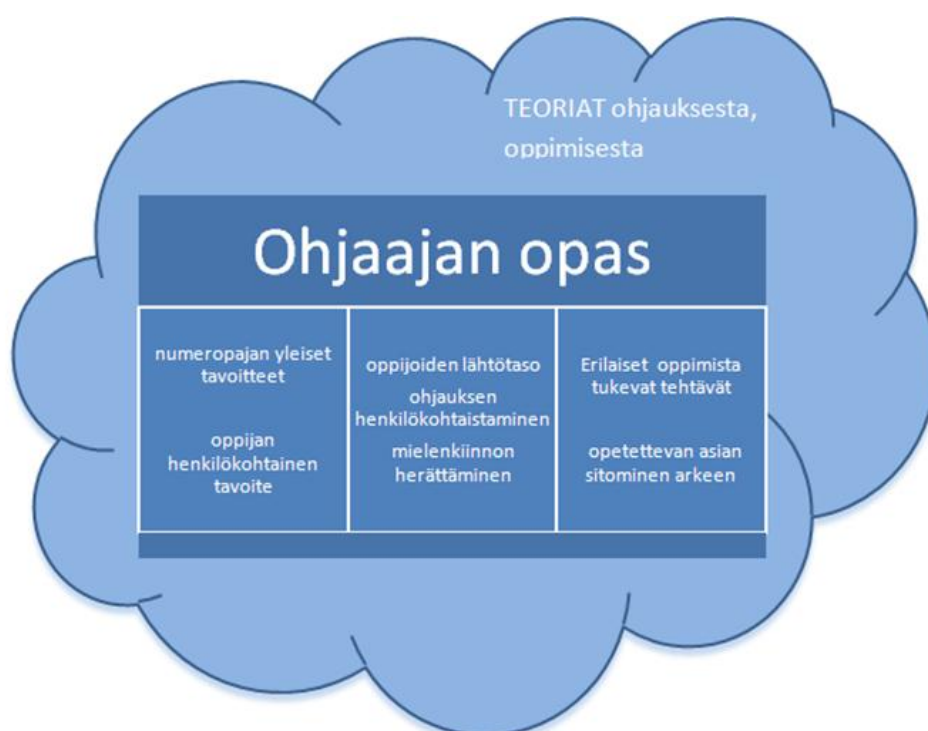 TEORIAT ohjauksesta,
oppimisesta
Ohjaajan opas
numeropajan yleiset
tavoitteet
oppijan
henkilökohtainen
tavoite
oppijoiden lähtötaso
ohjauksen
henkilökohtaistaminen
mielenkiinnon
herättäminen
Erilaiset oppimista
tukevat tehtävät
opetettevan asian
sitominen arkeen